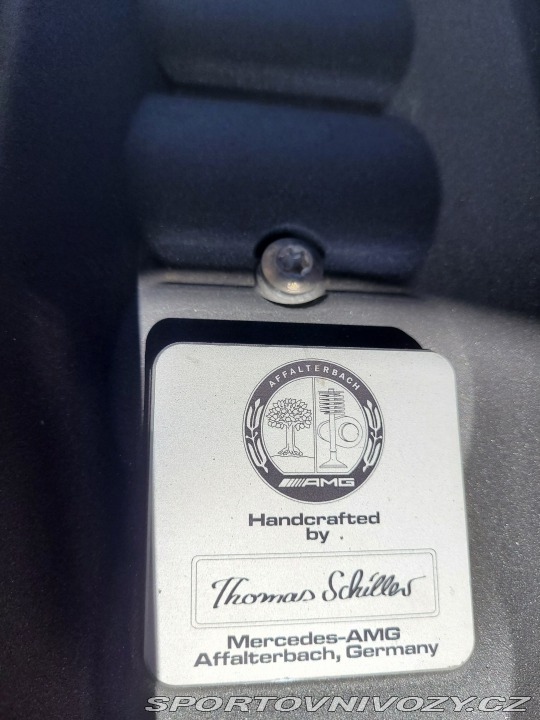 AFFALTERBACH
AMG
Handcrafted
by
Thomas Schiller
Mercedes-AMG
Affalterbach, Germany
SPORTOVNIVOZY.CZ